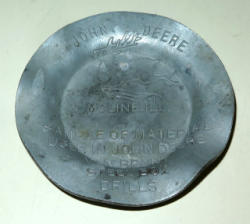 JOHN DEERE
MOLINE, ILL.
SAMPLE OF MATERIAL
USED IN JOHN DEERE
STEEL BOX
DRILLS